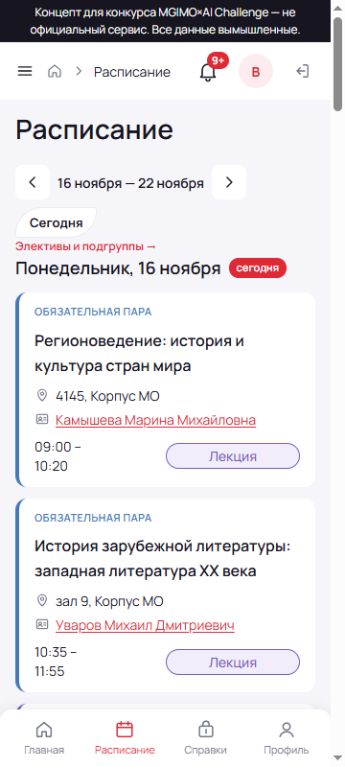 Концепт для конкурса MGIMO×AI Challenge — не
официальный сервис. Все данные вымышленные.
Расписание
9+
В
Расписание
16 ноября — 22 ноября
Сегодня
Элективы и подгруппы →
Понедельник, 16 ноября
сегодня
ОБЯЗАТЕЛЬНАЯ ПАРА
Регионоведение: история и
культура стран мира
4145, Корпус МО
Камышева Марина Михайловна
09:00 –
10:20
Лекция
ОБЯЗАТЕЛЬНАЯ ПАРА
История зарубежной литературы:
западная литература XX века
зал 9, Корпус МО
Уваров Михаил Дмитриевич
10:35 –
11:55
Лекция
Главная
Расписание
Справки
Профиль